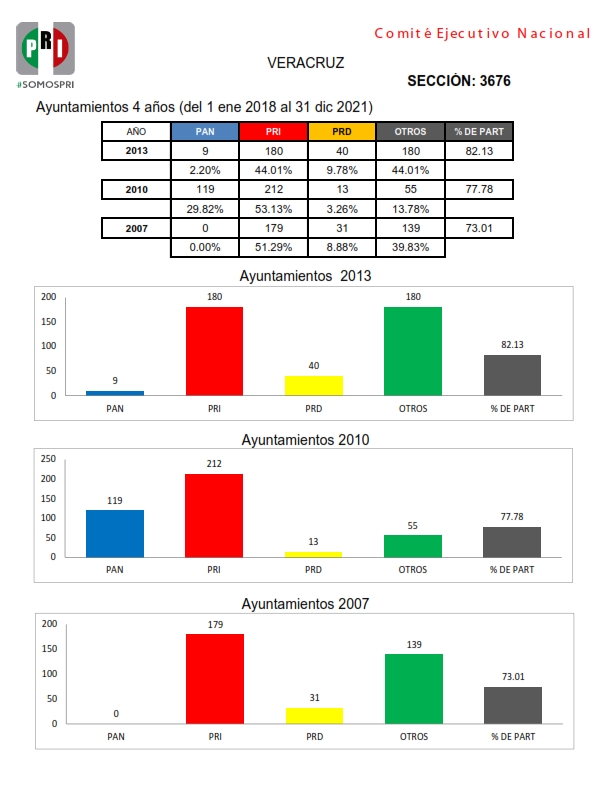 Comité Ejecutivo Nacional
PRI
#SOMOSPRI
VERACRUZ
SECCIÒN: 3676
Ayuntamientos 4 años (del 1 ene 2018 al 31 dic 2021)
AÑO PAN PRI PRD OTROS % DE PART
2013 9 180 40 180 82.13
2.20% 44.01% 9.78% 44.01%
2010 119 212 13 55 77.78
29.82% 53.13% 3.26% 13.78%
2007 0 179 31 139 73.01
0.00% 51.29% 8.88% 39.83%
Ayuntamientos 2013
200
150
100
50
0
9 180 40 180 82.13
PAN PRI PRD OTROS % DE PART
Ayuntamientos 2010
250
200
150
100
50
0
119 212 13 55 77.78
PAN PRI PRD OTROS % DE PART
Ayuntamientos 2007
200
150
100
50
0
0 179 31 139 73.01
PAN PRI PRD OTROS % DE PART